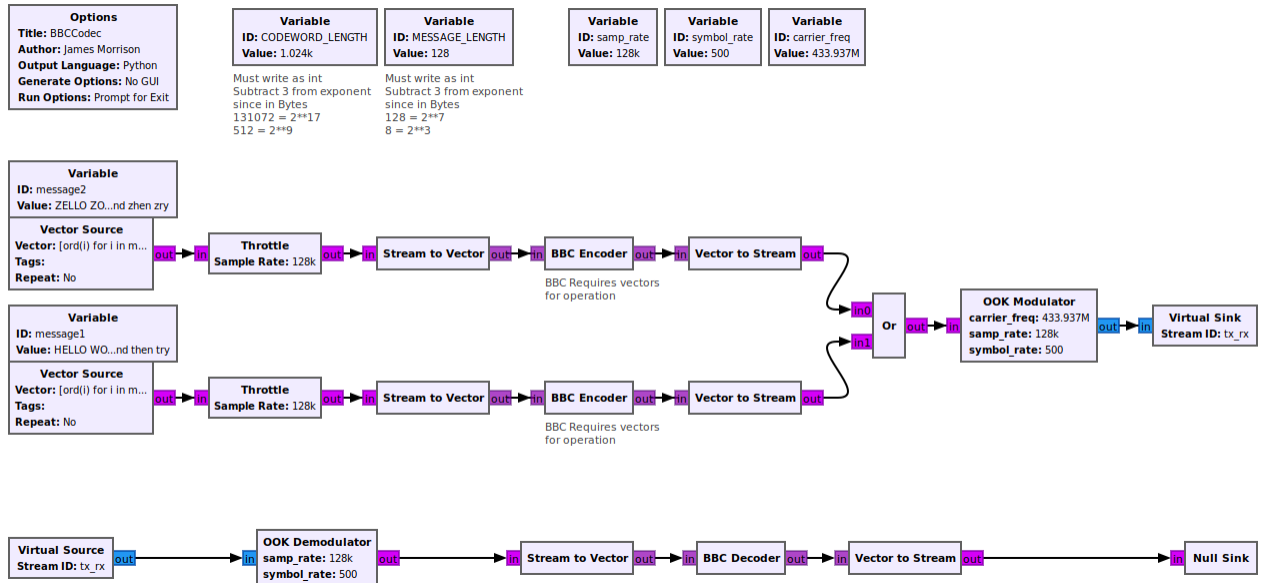 Options
Title: BBCCodec
Author: James Morrison
Output Language: Python
Generate Options: No GUI
Run Options: Prompt for Exit
Variable
ID: CODEWORD_LENGTH
Value: 1.024k
Must write as int
Subtract 3 from exponent
since in Bytes
131072 = 2**17
512 = 2**9
Variable
ID: MESSAGE_LENGTH
Value: 128
Must write as int
Subtract 3 from exponent
since in Bytes
128 = 2**7
8 = 2**3
Variable
ID: samp_rate
Value: 128k
Variable
ID: symbol_rate
Value: 500
Variable
ID: carrier_freq
Value: 433.937M
Variable
ID: message2
Value: ZELLO ZO...nd zhen zry
Vector Source
Vector: [ord(i) for i in m...
Tags:
Repeat: No
out
in
Throttle
Sample Rate: 128k
out
in
Stream to Vector
out
in
BBC Encoder
out
BBC Requires vectors
for operation
in
Vector to Stream
out
Variable
ID: message1
Value: HELLO WO...nd then try
Vector Source
Vector: [ord(i) for i in m...
Tags:
Repeat: No
out
in
Throttle
Sample Rate: 128k
out
in
Stream to Vector
out
in
BBC Encoder
out
BBC Requires vectors
for operation
in
Vector to Stream
out
in0
in1
Or
out
in
OOK Modulator
carrier_freq: 433.937M
samp_rate: 128k
symbol_rate: 500
out
in
Virtual Sink
Stream ID: tx_rx
Virtual Source
Stream ID: tx_rx
out
in
OOK Demodulator
samp_rate: 128k
symbol_rate: 500
out
in
Stream to Vector
out
in
BBC Decoder
out
in
Vector to Stream
out
in
Null Sink